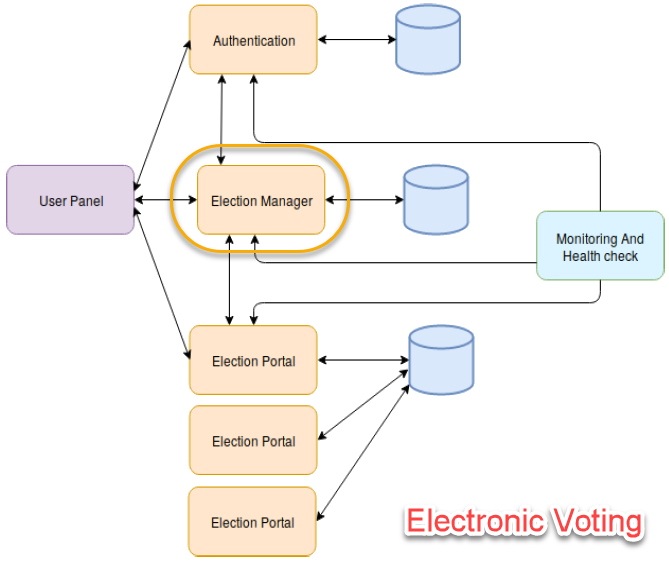 Authentication
User Panel
Election Manager
Monitoring And
Health check
Election Portal
Election Portal
Election Portal
Electronic Voting